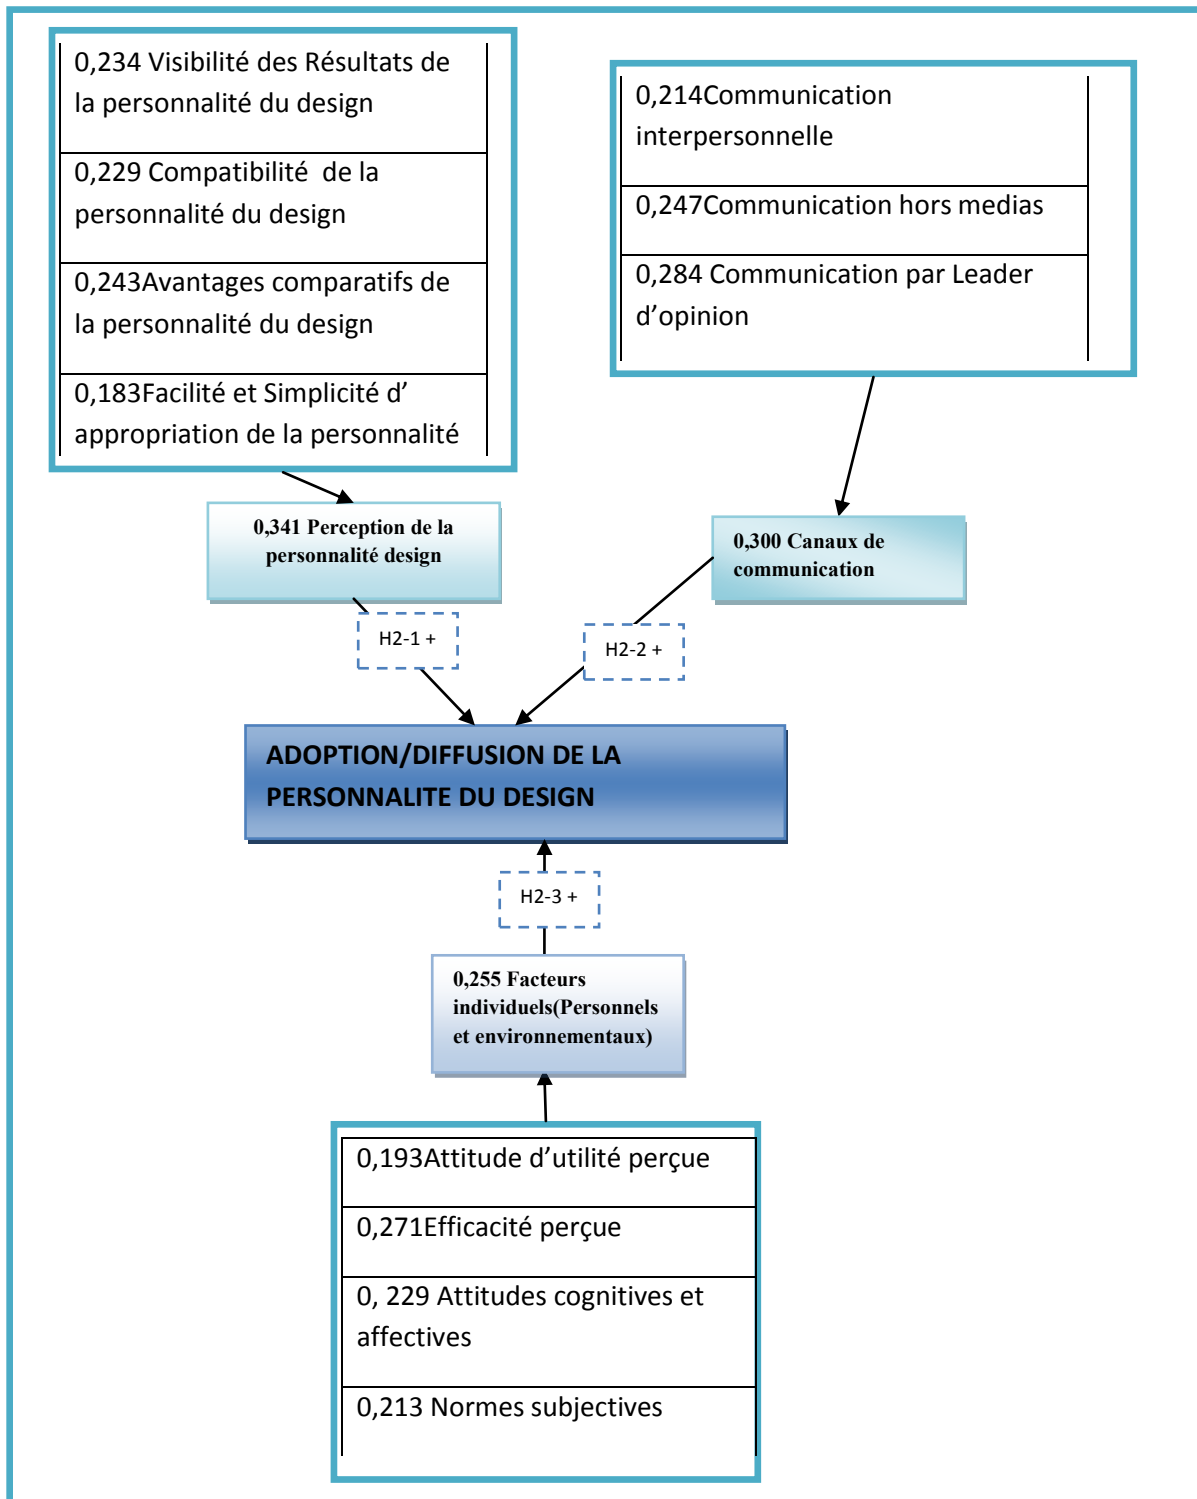 0,234 Visibilité des Résultats de
la personnalité du design
0,229 Compatibilité  de la
personnalité du design
0,243Avantages comparatifs de
la personnalité du design
0,183Facilité et Simplicité d’
appropriation de la personnalité
0,214Communication
interpersonnelle
0,247Communication hors medias
0,284 Communication par Leader
d’opinion
0,341 Perception de la
personnalité design
0,300 Canaux de
communication
H2-1 +
H2-2 +
ADOPTION/DIFFUSION DE LA
PERSONNALITE DU DESIGN
H2-3 +
0,255 Facteurs
individuels(Personnels
et environnementaux)
0,193Attitude d’utilité perçue
0,271Efficacité perçue
0, 229 Attitudes cognitives et
affectives
0,213 Normes subjectives